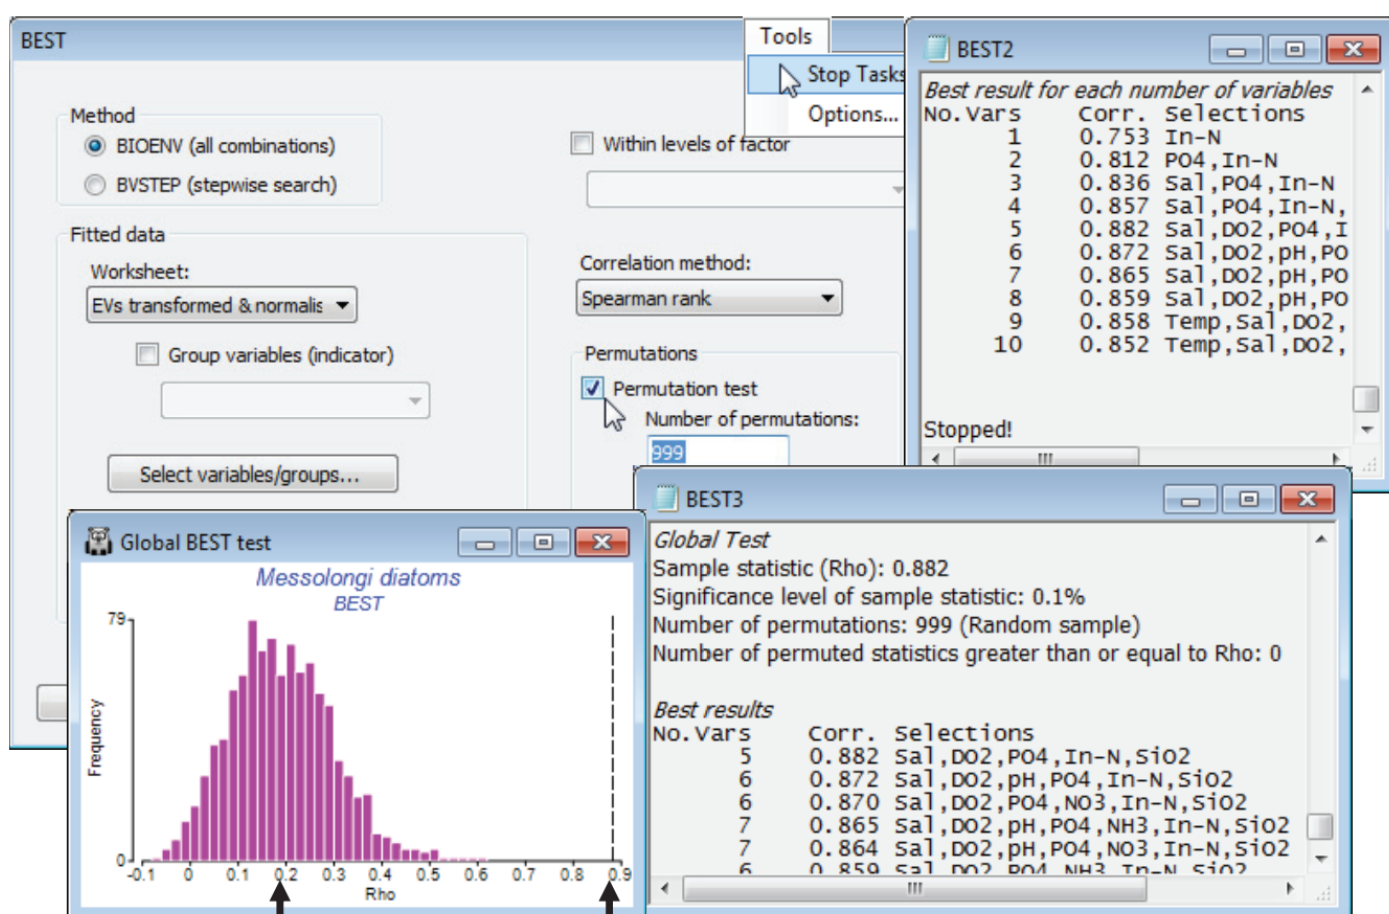 BEST
Tools
Stop Tasks
Options...
Method
BIOENV (all combinations)
BVSTEP (stepwise search)
Within levels of factor
Fitted data
Worksheet:
EVs transformed & normalis
Group variables (indicator)
Select variables/groups...
Correlation method:
Spearman rank
Permutations
Permutation test
Number of permutations:
999
BEST2
Best result for each number of variables
No.Vars Corr. Selections
1 0.753 In-N
2 0.812 PO4,In-N
3 0.836 Sal,PO4,In-N
4 0.857 Sal,PO4,In-N,
5 0.882 Sal,DO2,PO4,I
6 0.872 Sal,DO2,pH,PO
7 0.865 Sal,DO2,pH,PO
8 0.859 Sal,DO2,pH,PO
9 0.858 Temp,Sal,DO2,
10 0.852 Temp,Sal,DO2,
Stopped!
Global BEST test
Messolongi diatoms
BEST
79
0
Frequency
-0.1 0 0.1 0.2 0.3 0.4 0.5 0.6 0.7 0.8 0.9
Rho
BEST3
Global Test
Sample statistic (Rho): 0.882
Significance level of sample statistic: 0.1%
Number of permutations: 999 (Random sample)
Number of permuted statistics greater than or equal to Rho: 0
Best results
No.Vars Corr. Selections
5 0.882 Sal,DO2,PO4,In-N,SiO2
6 0.872 Sal,DO2,pH,PO4,In-N,SiO2
6 0.870 Sal,DO2,PO4,NO3,In-N,SiO2
7 0.865 Sal,DO2,pH,PO4,NH3,In-N,SiO2
7 0.864 Sal,DO2,pH,PO4,NO3,In-N,SiO2
6 0.859 Sal,DO2,PO4,NH3,In-N,SiO2